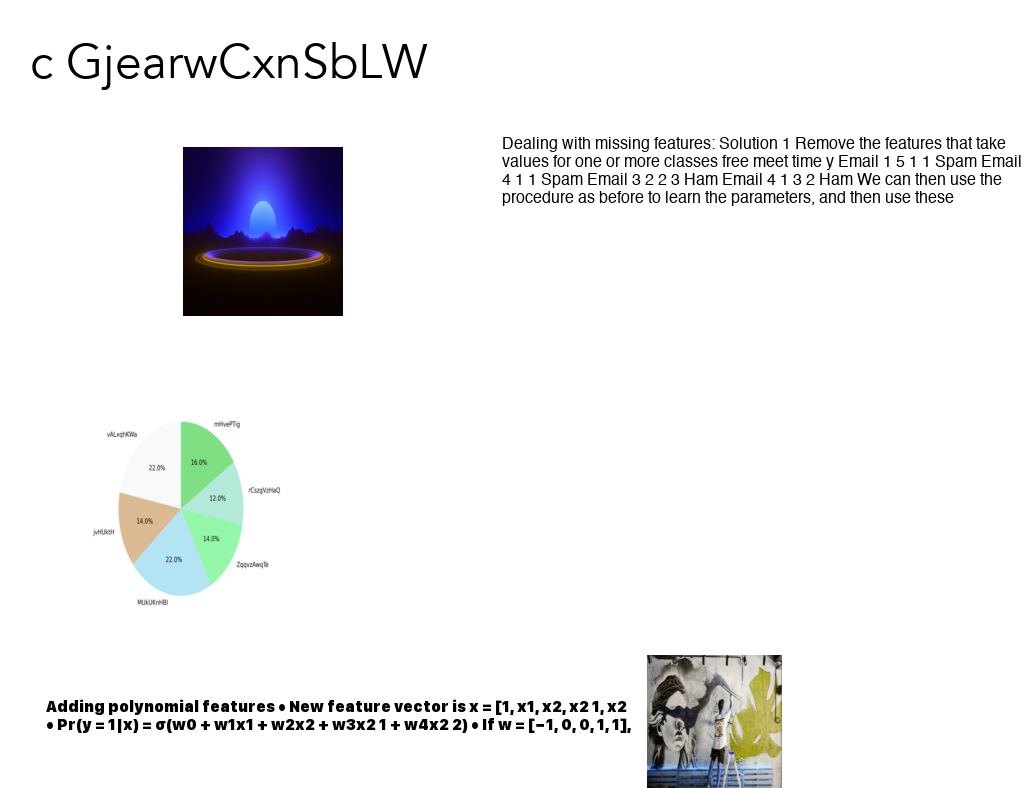 c GjearwCxnSbLW
Dealing with missing features: Solution 1 Remove the features that take
values for one or more classes free meet time y Email 1 5 1 1 Spam Email
4 1 1 Spam Email 3 2 2 3 Ham Email 4 1 3 2 Ham We can then use the
procedure as before to learn the parameters, and then use these
mHvePTig
vALxqhKWa
16.0%
22.0%
rCszgVzHaQ
12.0%
14.0%
jvHUktH
14.0%
22.0%
ZqqvzAwqTe
MUkUKnHBl
Adding polynomial features • New feature vector is x = [1, x1, x2, x2 1, x2
• Pr(y = 1|x) = σ(w0 + w1x1 + w2x2 + w3x2 1 + w4x2 2) • If w = [−1, 0, 0, 1, 1],